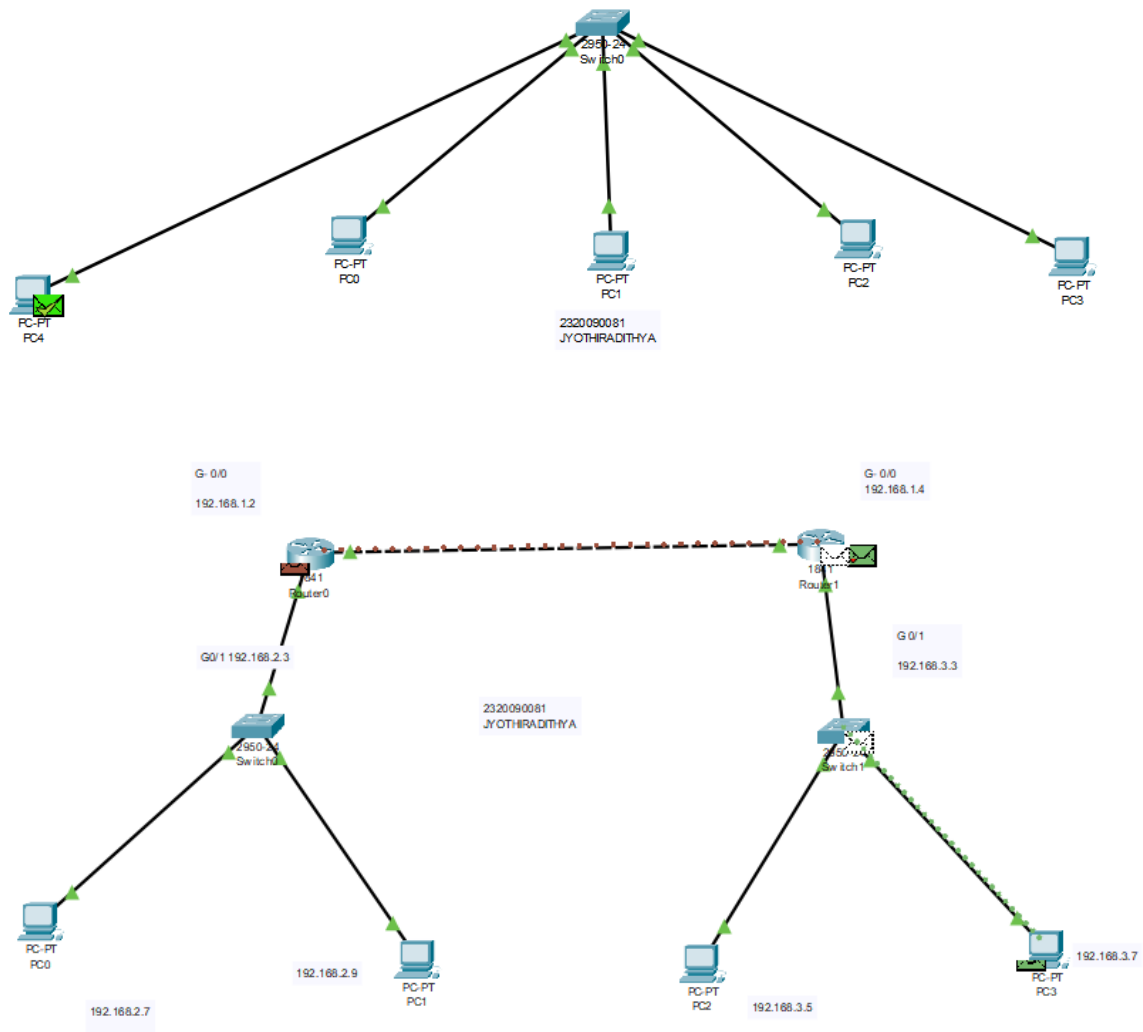 2950-24
Switch0
PC-PT
PC0
PC-PT
PC1
PC-PT
PC2
PC-PT
PC3
PC-PT
PC4
2320090081
JYOTHIRADITHYA
G- 0/0
192.168.1.2
G- 0/0
192.168.1.4
1841
Router0
1841
Router1
G0/1 192.168.2.3
G 0/1
192.168.3.3
2320090081
JYOTHIRADITHYA
2950-24
Switch0
2950-24
Switch1
PC-PT
PC0
192.168.2.7
192.168.2.9
PC-PT
PC1
PC-PT
PC2
192.168.3.5
PC-PT
PC3
192.168.3.7